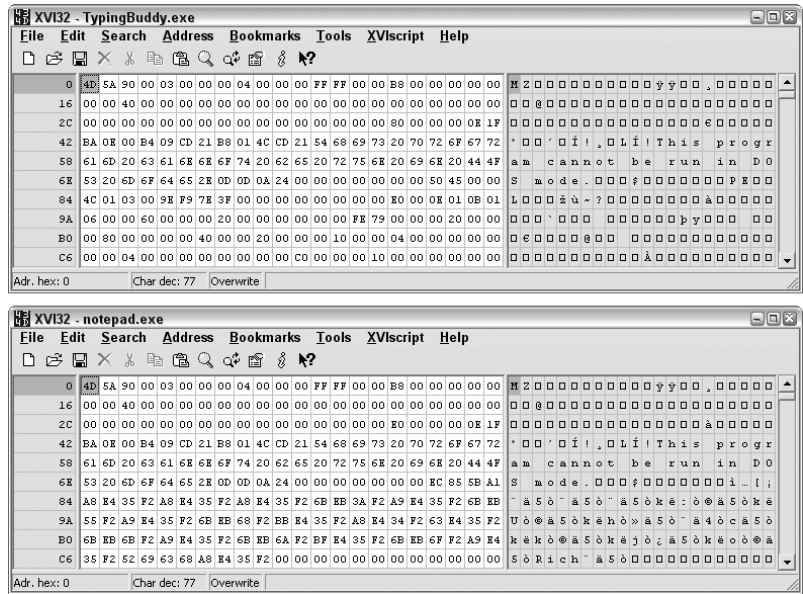 XVI32 - TypingBuddy.exe
File Edit Search Address Bookmarks Tools XVIscript Help
0 4D 5A 90 00 03 00 00 00 04 00 00 00 FF FF 00 00 B8 00 00 00 00 00 M Z □ □ □ □ □ □ □ □ □ □ ÿ ÿ □ □ ¸ □ □ □ □ □
16 00 00 40 00 00 00 00 00 00 00 00 00 00 00 00 00 00 00 00 00 00 00 □ □ @ □ □ □ □ □ □ □ □ □ □ □ □ □ □ □ □ □ □ □
2C 00 00 00 00 00 00 00 00 00 00 00 00 00 00 00 00 80 00 00 00 0E 1F □ □ □ □ □ □ □ □ □ □ □ □ □ □ □ □ € □ □ □ □ □
42 BA 0E 00 B4 09 CD 21 B8 01 4C CD 21 54 68 69 73 20 70 72 6F 67 72 º □ □ ´ □ Í ! ¸ □ L Í ! T h i s   p r o g r
58 61 6D 20 63 61 6E 6E 6F 74 20 62 65 20 72 75 6E 20 69 6E 20 44 4F a m   c a n n o t   b e   r u n   i n   D O
6E 53 20 6D 6F 64 65 2E 0D 0D 0A 24 00 00 00 00 00 00 00 50 45 00 00 S   m o d e . □ □ □ $ □ □ □ □ □ □ □ P E □ □
84 4C 01 03 00 9E F9 7E 3F 00 00 00 00 00 00 00 00 E0 00 0E 01 0B 01 L □ □ □ ž ù ~ ? □ □ □ □ □ □ □ □ à □ □ □ □ □
9A 06 00 00 60 00 00 00 20 00 00 00 00 00 00 FE 79 00 00 00 20 00 00 □ □ □ ` □ □ □   □ □ □ □ □ □ þ y □ □ □   □ □
B0 00 80 00 00 00 00 40 00 00 20 00 00 00 10 00 00 04 00 00 00 00 00 □ € □ □ □ □ @ □ □   □ □ □ □ □ □ □ □ □ □ □ □
C6 00 00 04 00 00 00 00 00 00 00 00 C0 00 00 00 10 00 00 00 00 00 00 □ □ □ □ □ □ □ □ □ □ □ À □ □ □ □ □ □ □ □ □ □
Adr. hex: 0 Char dec: 77 Overwrite
XVI32 - notepad.exe
File Edit Search Address Bookmarks Tools XVIscript Help
0 4D 5A 90 00 03 00 00 00 04 00 00 00 FF FF 00 00 B8 00 00 00 00 00 M Z □ □ □ □ □ □ □ □ □ □ ÿ ÿ □ □ ¸ □ □ □ □ □
16 00 00 40 00 00 00 00 00 00 00 00 00 00 00 00 00 00 00 00 00 00 00 □ □ @ □ □ □ □ □ □ □ □ □ □ □ □ □ □ □ □ □ □ □
2C 00 00 00 00 00 00 00 00 00 00 00 00 00 00 00 00 E0 00 00 00 0E 1F □ □ □ □ □ □ □ □ □ □ □ □ □ □ □ □ à □ □ □ □ □
42 BA 0E 00 B4 09 CD 21 B8 01 4C CD 21 54 68 69 73 20 70 72 6F 67 72 º □ □ ´ □ Í ! ¸ □ L Í ! T h i s   p r o g r
58 61 6D 20 63 61 6E 6E 6F 74 20 62 65 20 72 75 6E 20 69 6E 20 44 4F a m   c a n n o t   b e   r u n   i n   D O
6E 53 20 6D 6F 64 65 2E 0D 0D 0A 24 00 00 00 00 00 00 00 EC 85 5B A1 S   m o d e . □ □ □ $ □ □ □ □ □ □ □ ì … [ ¡
84 A8 E4 35 F2 A8 E4 35 F2 A8 E4 35 F2 6B EB 3A F2 A9 E4 35 F2 6B EB ¨ ä 5 ò ¨ ä 5 ò ¨ ä 5 ò k ë : ò © ä 5 ò k ë
9A 55 F2 A9 E4 35 F2 6B EB 68 F2 BB E4 35 F2 A8 E4 34 F2 63 E4 35 F2 U ò © ä 5 ò k ë h ò » ä 5 ò ¨ ä 4 ò c ä 5 ò
B0 6B EB 6B F2 A9 E4 35 F2 6B EB 6A F2 BF E4 35 F2 6B EB 6F F2 A9 E4 k ë k ò © ä 5 ò k ë j ò ¿ ä 5 ò k ë o ò © ä
C6 35 F2 52 69 63 68 A8 E4 35 F2 00 00 00 00 00 00 00 00 00 00 00 00 5 ò R i c h ¨ ä 5 ò □ □ □ □ □ □ □ □ □ □ □ □
Adr. hex: 0 Char dec: 77 Overwrite